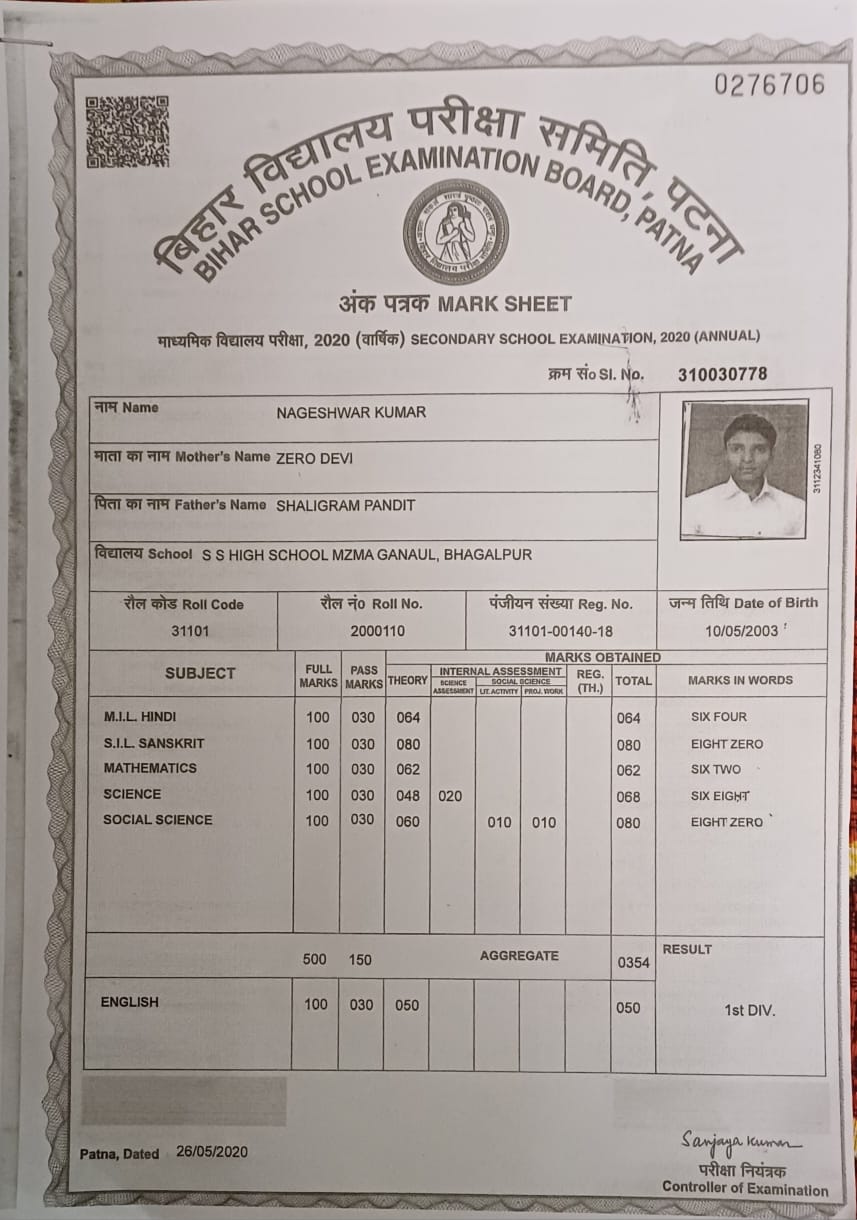 0276706
बिहार विद्यालय परीक्षा समिति, पटना
BIHAR SCHOOL EXAMINATION BOARD, PATNA
अंक पत्रक MARK SHEET
माध्यमिक विद्यालय परीक्षा, 2020 (वार्षिक) SECONDARY SCHOOL EXAMINATION, 2020 (ANNUAL)
क्रम सं० Sl. No. 310030778
नाम Name NAGESHWAR KUMAR
माता का नाम Mother's Name ZERO DEVI
पिता का नाम Father's Name SHALIGRAM PANDIT
विद्यालय School S S HIGH SCHOOL MZMA GANAUL, BHAGALPUR
3112341080
रौल कोड Roll Code रौल नं० Roll No. पंजीयन संख्या Reg. No. जन्म तिथि Date of Birth
31101 2000110 31101-00140-18 10/05/2003
MARKS OBTAINED
SUBJECT FULL MARKS PASS MARKS THEORY INTERNAL ASSESSMENT REG. (TH.) TOTAL MARKS IN WORDS
SCIENCE ASSESSMENT SOCIAL SCIENCE
LIT. ACTIVITY PROJ. WORK
M.I.L. HINDI 100 030 064 064 SIX FOUR
S.I.L. SANSKRIT 100 030 080 080 EIGHT ZERO
MATHEMATICS 100 030 062 062 SIX TWO
SCIENCE 100 030 048 020 068 SIX EIGHT
SOCIAL SCIENCE 100 030 060 010 010 080 EIGHT ZERO
500 150 AGGREGATE 0354 RESULT
ENGLISH 100 030 050 050 1st DIV.
Patna, Dated 26/05/2020
Sanjaya Kumar
परीक्षा नियंत्रक
Controller of Examination